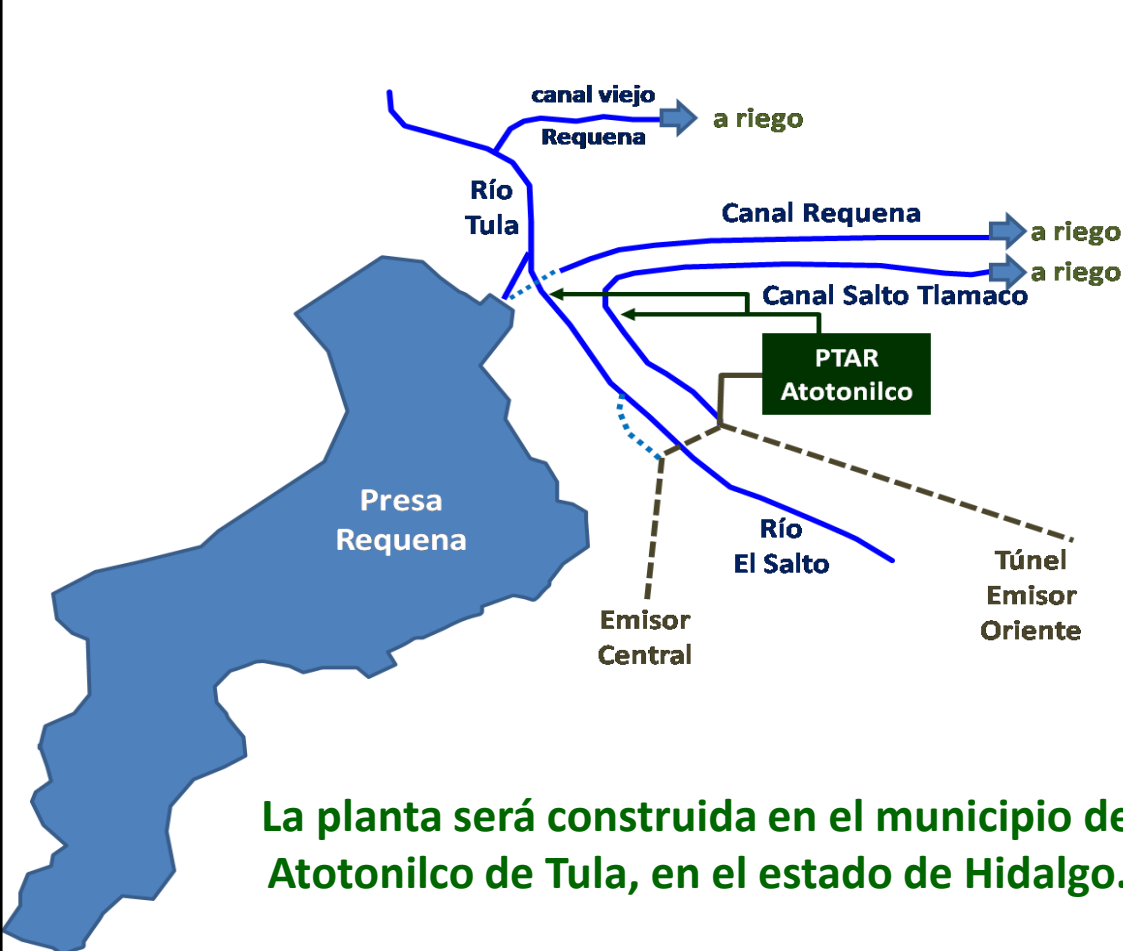 canal viejo
Requena
a riego
Río
Tula
Canal Requena
a riego
a riego
Canal Salto Tlamaco
PTAR
Atotonilco
Presa
Requena
Río
El Salto
Túnel
Emisor
Oriente
Emisor
Central
La planta será construida en el municipio de
Atotonilco de Tula, en el estado de Hidalgo.